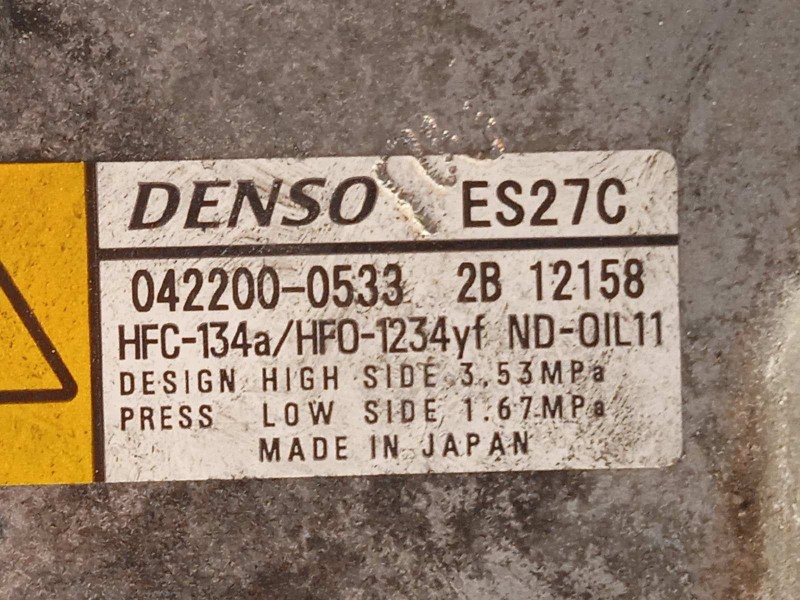 DENSO ES27C
042200-0533 2B 12158
HFC-134a/HFO-1234yf ND-OIL11
DESIGN HIGH SIDE 3.53MPa
PRESS LOW SIDE 1.67MPa
MADE IN JAPAN